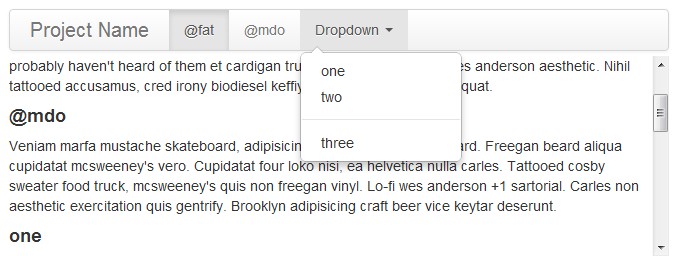 Project Name @fat @mdo Dropdown
one
two
three
probably haven't heard of them et cardigan tru es anderson aesthetic. Nihil
tattooed accusamus, cred irony biodiesel keffiy quat.
@mdo
Veniam marfa mustache skateboard, adipisicin ard. Freegan beard aliqua
cupidatat mcsweeney's vero. Cupidatat four loko nisi, ea helvetica nulla carles. Tattooed cosby
sweater food truck, mcsweeney's quis non freegan vinyl. Lo-fi wes anderson +1 sartorial. Carles non
aesthetic exercitation quis gentrify. Brooklyn adipisicing craft beer vice keytar deserunt.
one